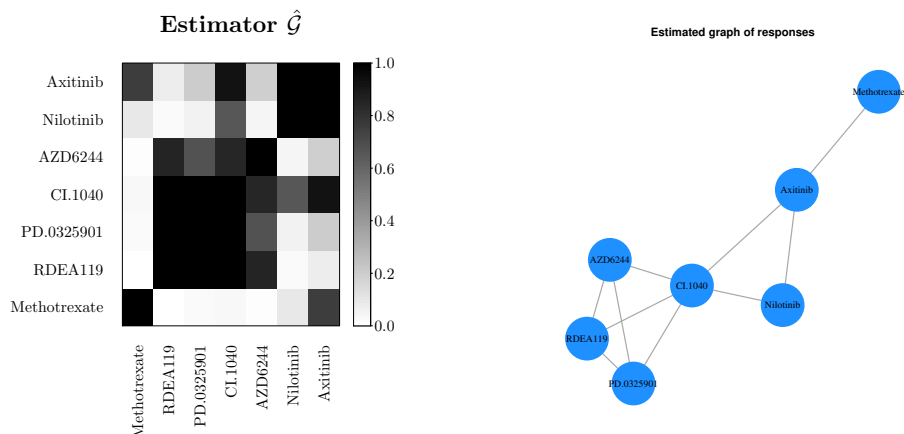 Estimator $\hat{\mathcal{G}}$
Axitinib
Nilotinib
AZD6244
CI.1040
PD.0325901
RDEA119
Methotrexate
1.0
0.8
0.6
0.4
0.2
0.0
Methotrexate
RDEA119
PD.0325901
CI.1040
AZD6244
Nilotinib
Axitinib
Estimated graph of responses
Methotrexate
Axitinib
AZD6244
CI.1040
Nilotinib
RDEA119
PD.0325901